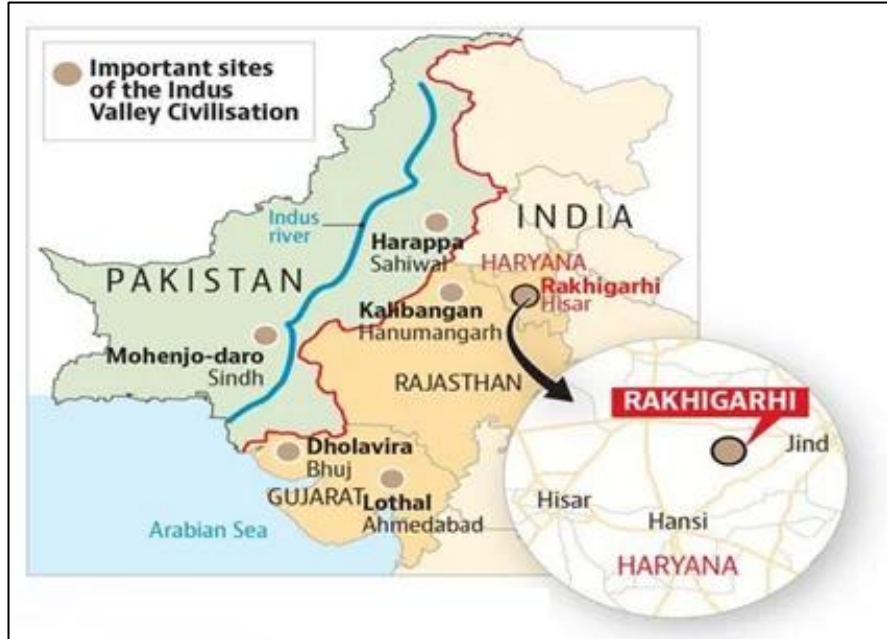 Important sites
of the Indus
Valley Civilisation
Indus
river
INDIA
Harappa
Sahiwal
HARYANA
PAKISTAN
Rakhigarhi
Hisar
Kalibangan
Hanumangarh
Mohenjo-daro
Sindh
RAJASTHAN
RAKHIGARHI
Jind
Dholavira
Bhuj
GUJARAT
Lothal
Ahmedabad
Hisar
Hansi
Arabian Sea
HARYANA